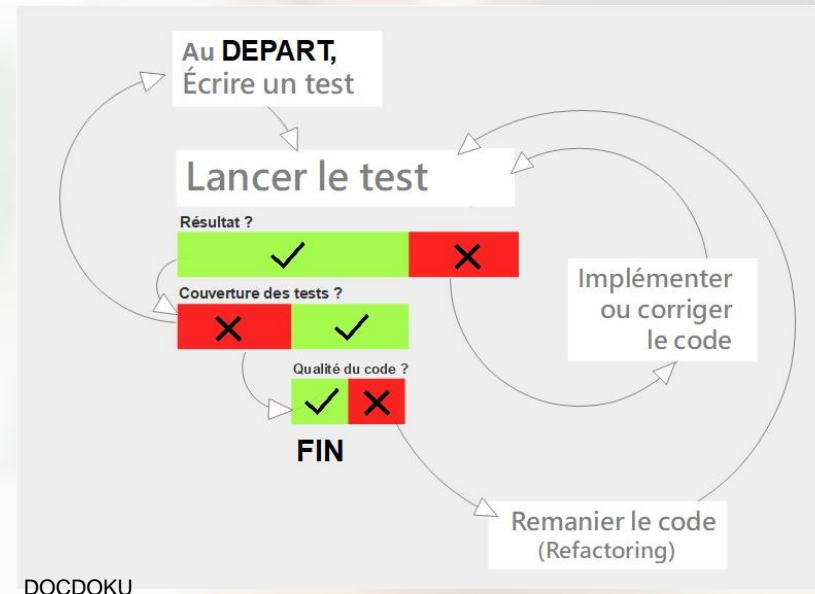 Au DEPART,
Écrire un test
Lancer le test
Résultat ?
Couverture des tests ?
Qualité du code ?
FIN
Implémenter
ou corriger
le code
Remanier le code
(Refactoring)
DOCDOKU